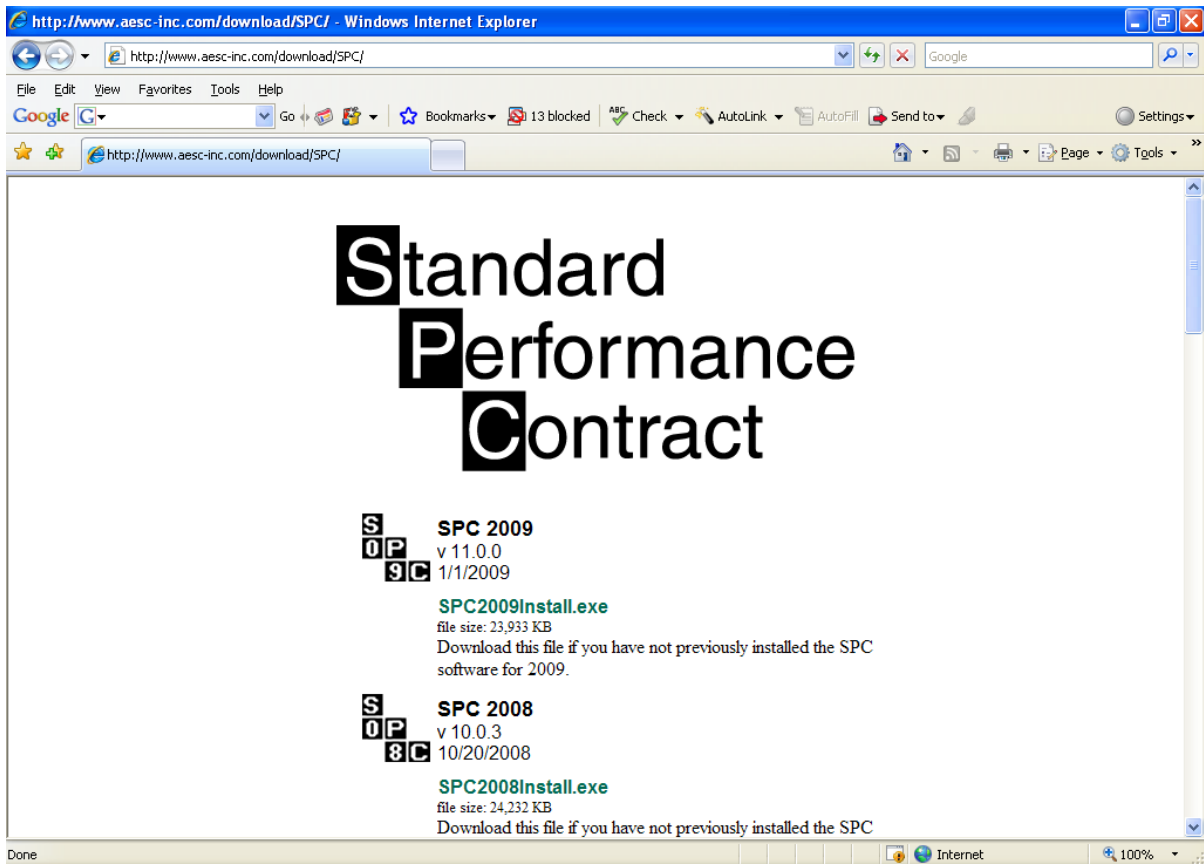 http://www.aesc-inc.com/download/SPC/ - Windows Internet Explorer
http://www.aesc-inc.com/download/SPC/ Google
File Edit View Favorites Tools Help
Google G Go Bookmarks 13 blocked ABC Check AutoLink AutoFill Send to Settings
http://www.aesc-inc.com/download/SPC/ Page Tools »
Standard
Performance
Contract
S
0P
9C
SPC 2009
v 11.0.0
1/1/2009
SPC2009Install.exe
file size: 23,933 KB
Download this file if you have not previously installed the SPC
software for 2009.
S
0P
8C
SPC 2008
v 10.0.3
10/20/2008
SPC2008Install.exe
file size: 24,232 KB
Download this file if you have not previously installed the SPC
Done Internet 100%